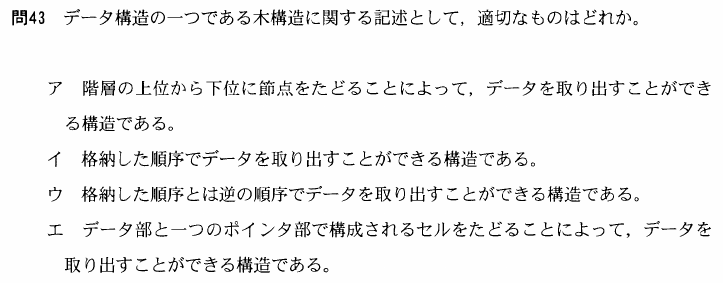 問43 データ構造の一つである木構造に関する記述として，適切なものはどれか。
ア 階層の上位から下位に節点をたどることによって，データを取り出すことができ
る構造である。
イ 格納した順序でデータを取り出すことができる構造である。
ウ 格納した順序とは逆の順序でデータを取り出すことができる構造である。
エ データ部と一つのポインタ部で構成されるセルをたどることによって，データを
取り出すことができる構造である。